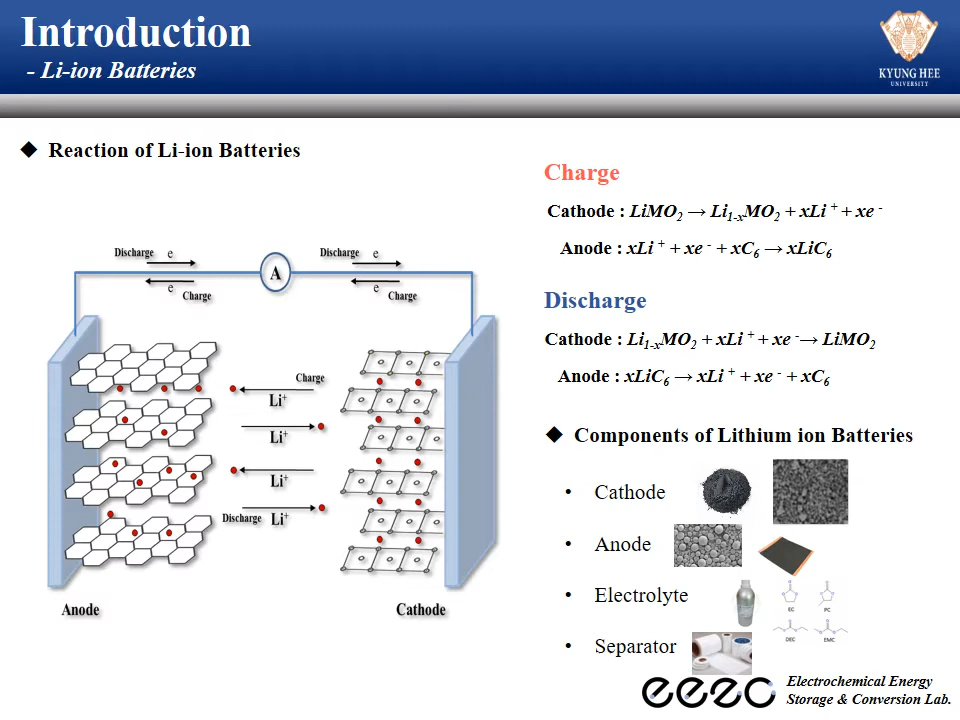 Introduction
- Li-ion Batteries
KYUNG HEE
UNIVERSITY
◆ Reaction of Li-ion Batteries
Discharge e
e Charge
A
Discharge e
e Charge
Charge
Li⁺
Li⁺
Li⁺
Discharge Li⁺
Anode
Cathode
Charge
Cathode : LiMO₂ → Li₁₋ₓMO₂ + xLi ⁺ + xe ⁻
Anode : xLi ⁺ + xe ⁻ + xC₆ → xLiC₆
Discharge
Cathode : Li₁₋ₓMO₂ + xLi ⁺ + xe ⁻→ LiMO₂
Anode : xLiC₆ → xLi ⁺ + xe ⁻ + xC₆
◆ Components of Lithium ion Batteries
• Cathode
• Anode
• Electrolyte
EC PC
DEC EMC
• Separator
eezc
Electrochemical Energy
Storage & Conversion Lab.